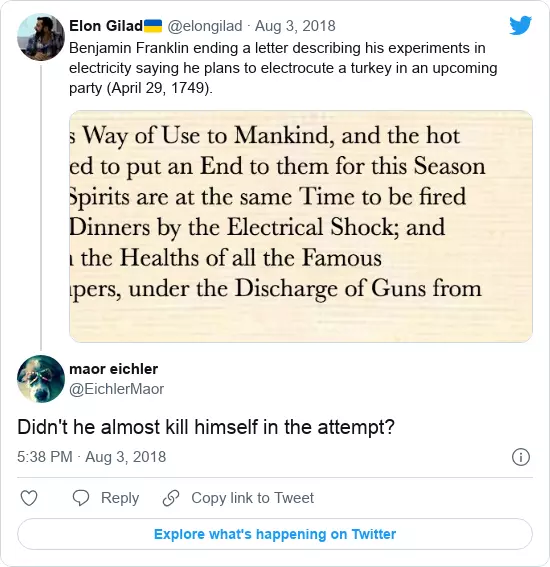 Elon Gilad🇺🇦 @elongilad · Aug 3, 2018
Benjamin Franklin ending a letter describing his experiments in
electricity saying he plans to electrocute a turkey in an upcoming
party (April 29, 1749).
s Way of Use to Mankind, and the hot
ed to put an End to them for this Season
Spirits are at the same Time to be fired
Dinners by the Electrical Shock; and
the Healths of all the Famous
pers, under the Discharge of Guns from
maor eichler
@EichlerMaor
Didn't he almost kill himself in the attempt?
5:38 PM · Aug 3, 2018
Reply
Copy link to Tweet
Explore what's happening on Twitter